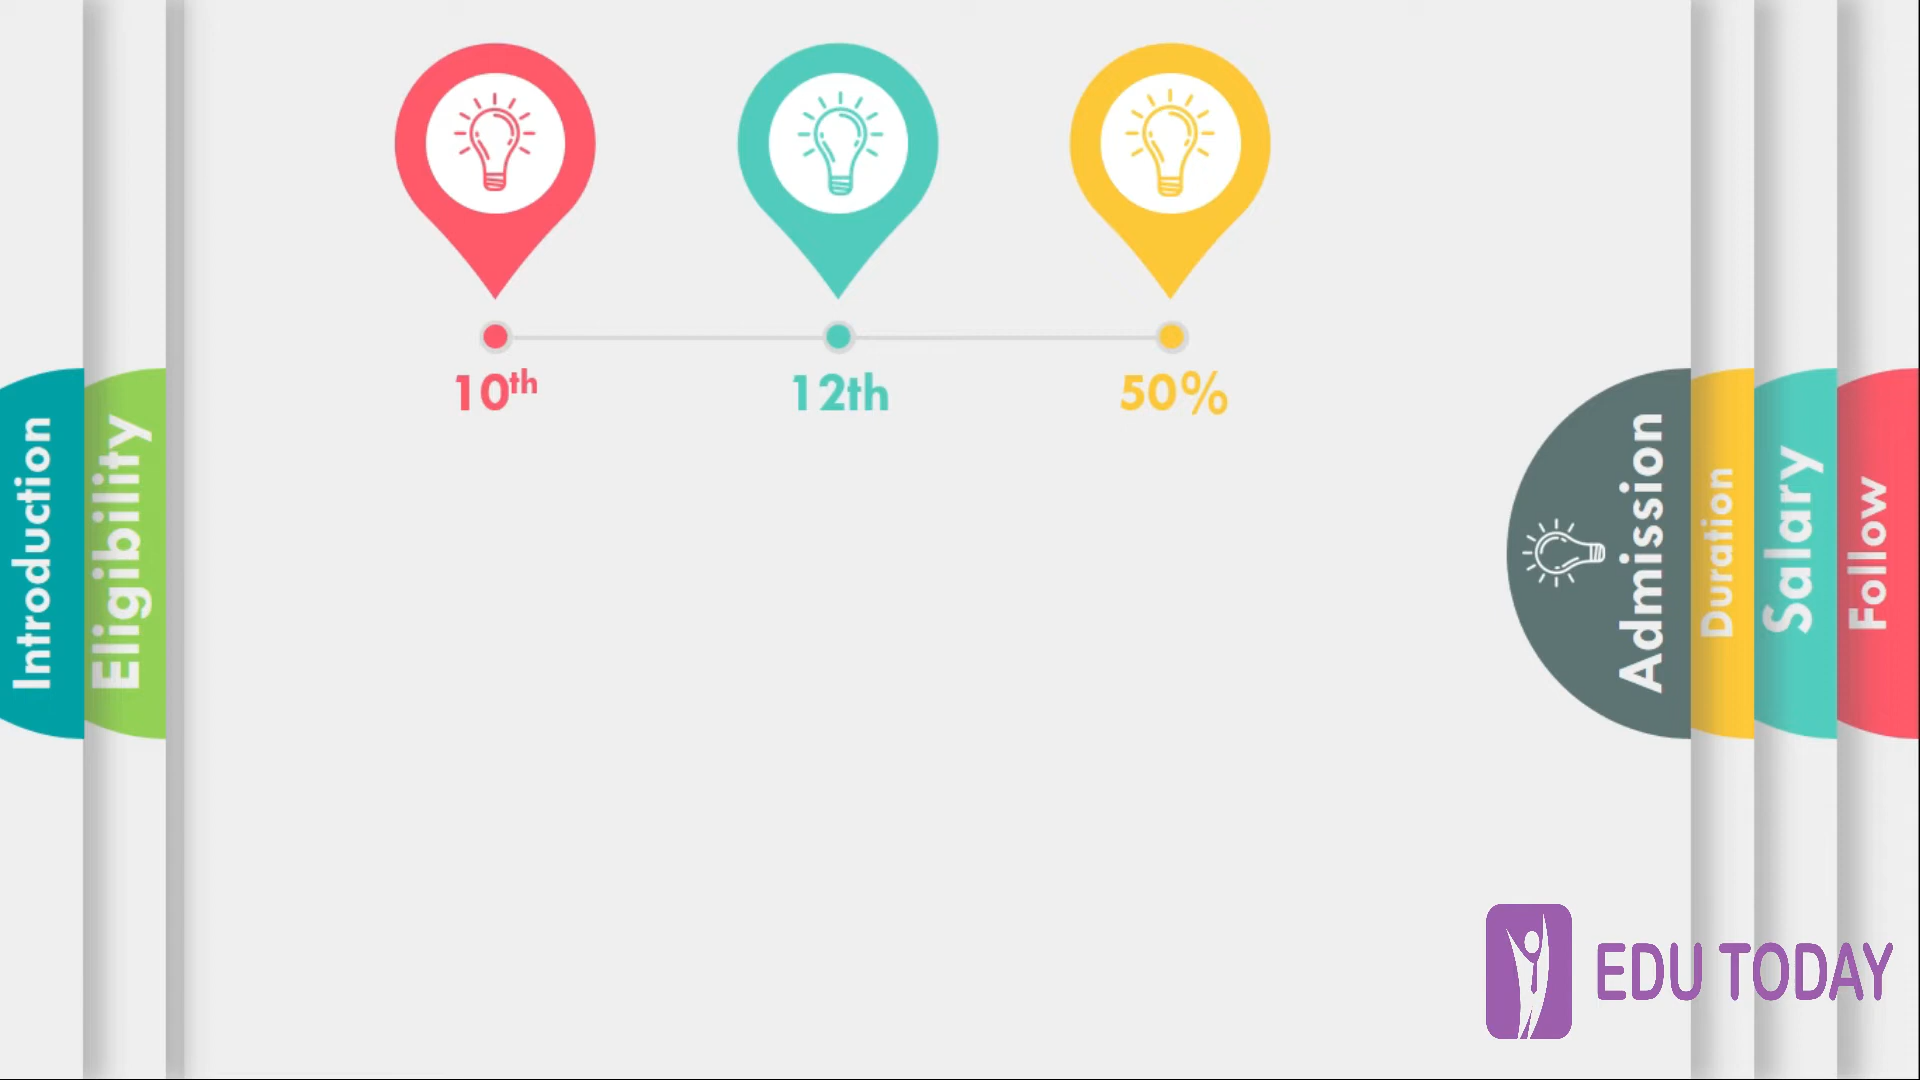 10th
12th
50%
Introduction
Eligibility
Admission
Duration
Salary
Follow
EDU TODAY